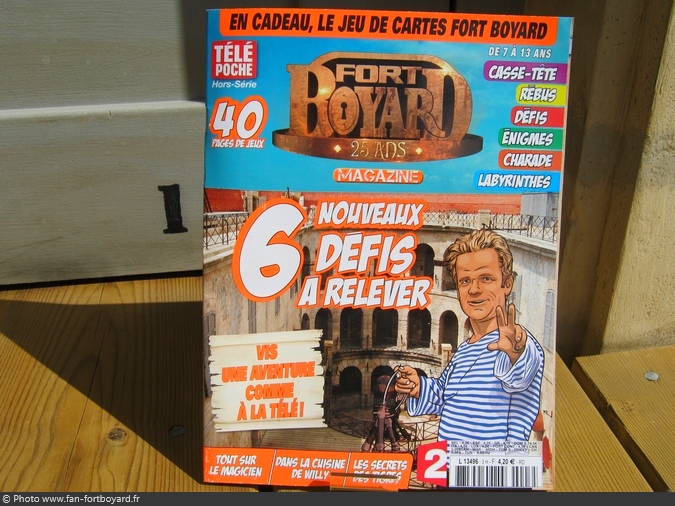 EN CADEAU, LE JEU DE CARTES FORT BOYARD
TÉLÉ
POCHE
Hors-Série
DE 7 À 13 ANS
CASSE-TÊTE
RÉBUS
DÉFIS
ÉNIGMES
CHARADE
LABYRINTHES
40
PAGES DE JEUX
FORT
BOYARD
25 ANS
MAGAZINE
1
6 NOUVEAUX
DÉFIS
A RELEVER
VIS
UNE AVENTURE
COMME
À LA TÉLÉ !
TOUT SUR
LE MAGICIEN
DANS LA CUISINE
DE WILLY
LES SECRETS
DES TIGRES
2
L 13496 - 3 H - F: 4,20 € - RD
© Photo www.fan-fortboyard.fr